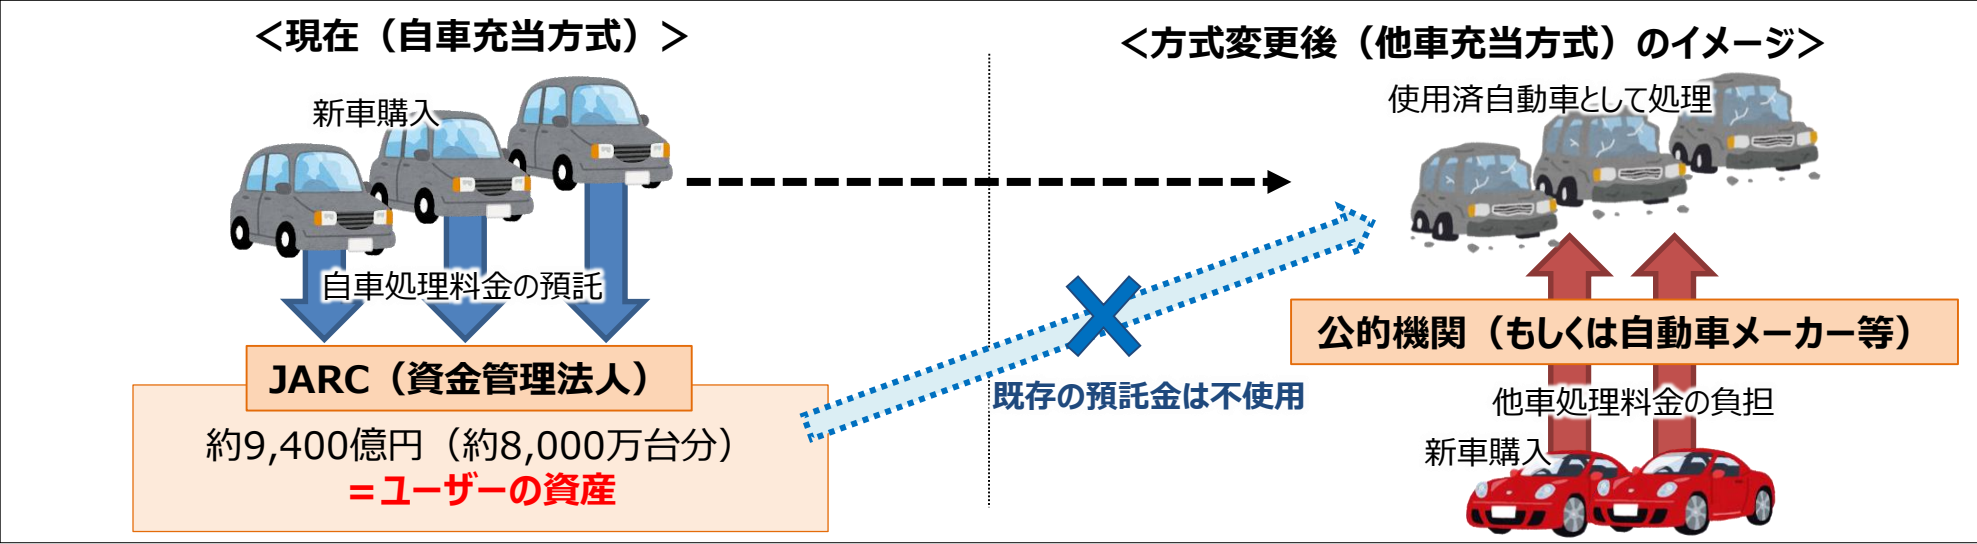 ＜現在（自車充当方式）＞
新車購入
自車処理料金の預託
JARC（資金管理法人）
約9,400億円（約8,000万台分）
＝ユーザーの資産
既存の預託金は不使用
＜方式変更後（他車充当方式）のイメージ＞
使用済自動車として処理
公的機関（もしくは自動車メーカー等）
他車処理料金の負担
新車購入